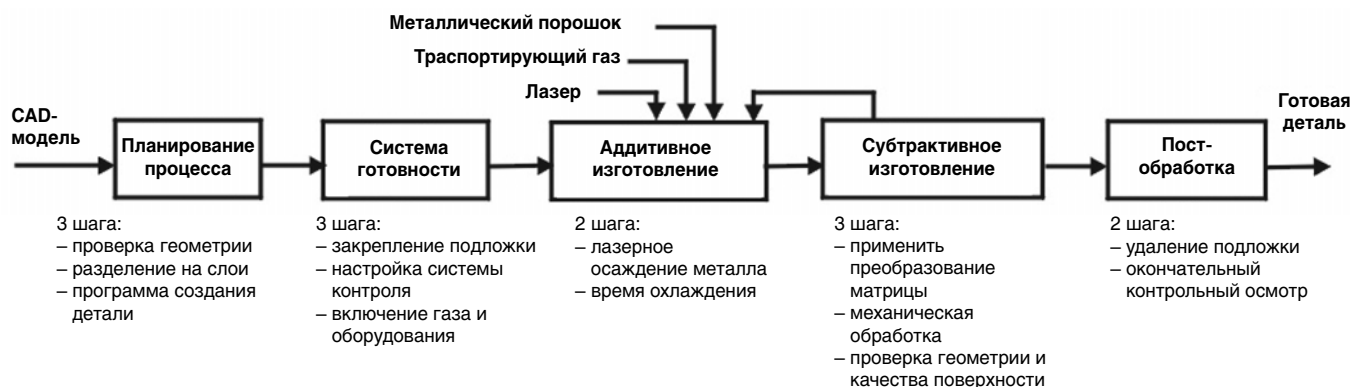 Металлический порошок
Траспортирующий газ
Лазер
CAD-
модель
Готовая
деталь
Планирование
процесса
Система
готовности
Аддитивное
изготовление
Субтрактивное
изготовление
Пост-
обработка
3 шага:
– проверка геометрии
– разделение на слои
– программа создания
детали
3 шага:
– закрепление подложки
– настройка системы
контроля
– включение газа и
оборудования
2 шага:
– лазерное
осаждение металла
– время охлаждения
3 шага:
– применить
преобразование
матрицы
– механическая
обработка
– проверка геометрии и
качества поверхности
2 шага:
– удаление подложки
– окончательный
контрольный осмотр